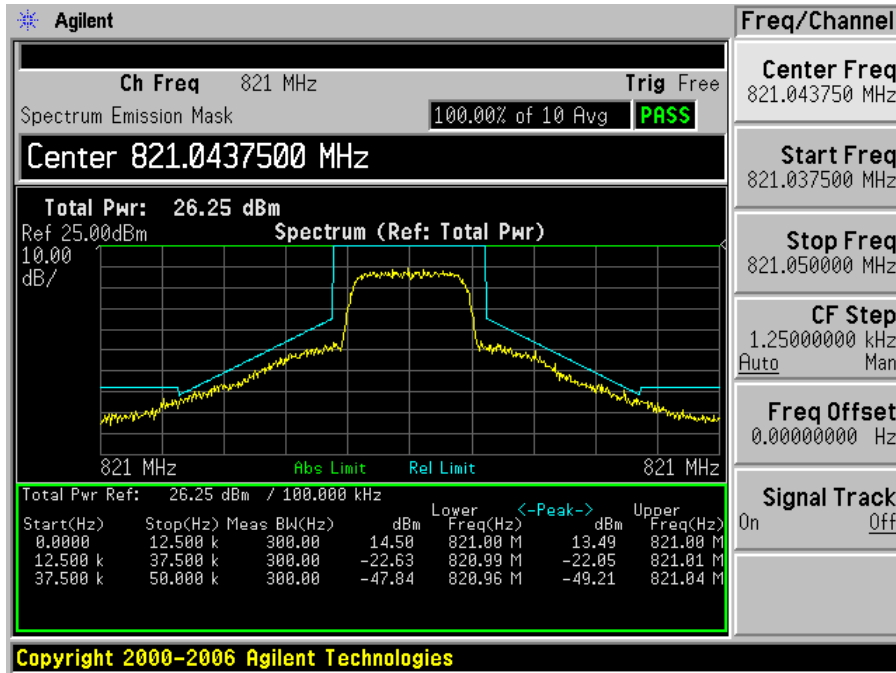 Agilent
Freq/Channel
Ch Freq 821 MHz Trig Free
Spectrum Emission Mask 100.00% of 10 Avg PASS
Center 821.0437500 MHz
Center Freq
821.043750 MHz
Start Freq
821.037500 MHz
Stop Freq
821.050000 MHz
CF Step
1.25000000 kHz
Auto Man
Freq Offset
0.00000000 Hz
Signal Track
On Off
Total Pwr: 26.25 dBm
Ref 25.00dBm Spectrum (Ref: Total Pwr)
10.00
dB/
821 MHz Abs Limit Rel Limit 821 MHz
Total Pwr Ref: 26.25 dBm / 100.000 kHz
Lower <-Peak-> Upper
Start(Hz) Stop(Hz) Meas BW(Hz) dBm Freq(Hz) dBm Freq(Hz)
0.0000 12.500 k 300.00 14.50 821.00 M 13.49 821.00 M
12.500 k 37.500 k 300.00 -22.63 820.99 M -22.05 821.01 M
37.500 k 50.000 k 300.00 -47.84 820.96 M -49.21 821.04 M
Copyright 2000-2006 Agilent Technologies